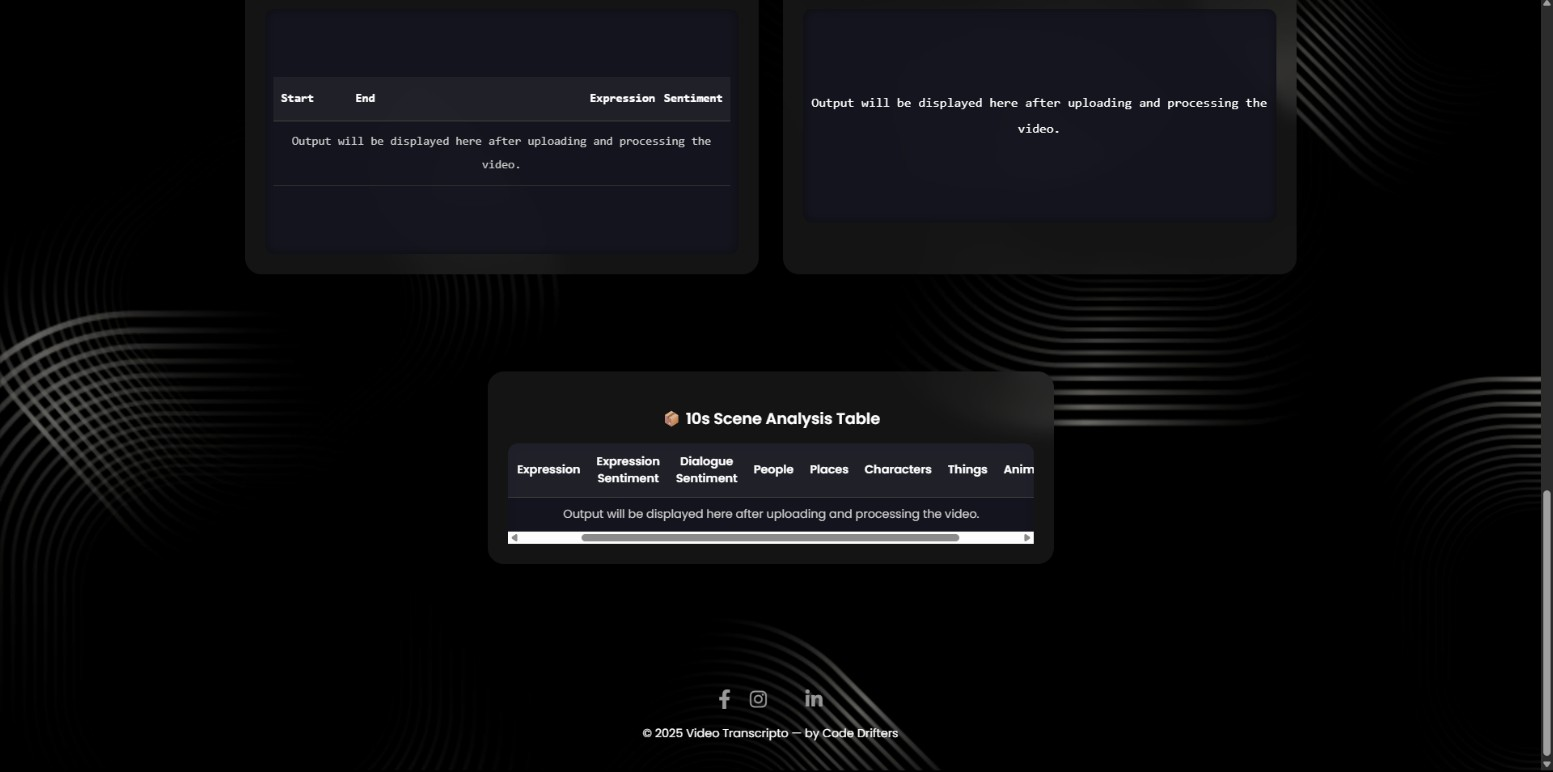 Start End Expression Sentiment
Output will be displayed here after uploading and processing the
video.
Output will be displayed here after uploading and processing the
video.
📦 10s Scene Analysis Table
Expression Expression Sentiment Dialogue Sentiment People Places Characters Things Anim
Output will be displayed here after uploading and processing the video.
© 2025 Video Transcripto — by Code Drifters